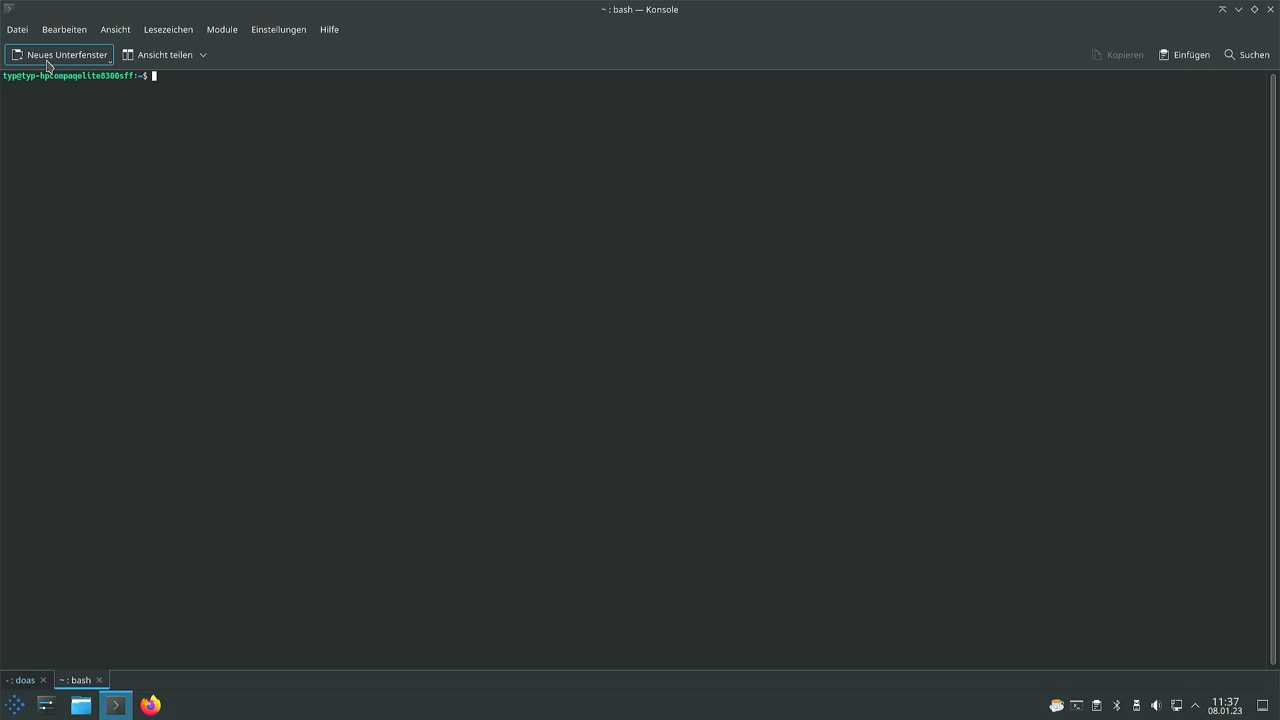 ~ : bash — Konsole
Datei Bearbeiten Ansicht Lesezeichen Module Einstellungen Hilfe
Neues Unterfenster Ansicht teilen Kopieren Einfügen Suchen
typ@typ-hpcompaqelite8300sff:~$
- : doas ~ : bash
11:37
08.01.23